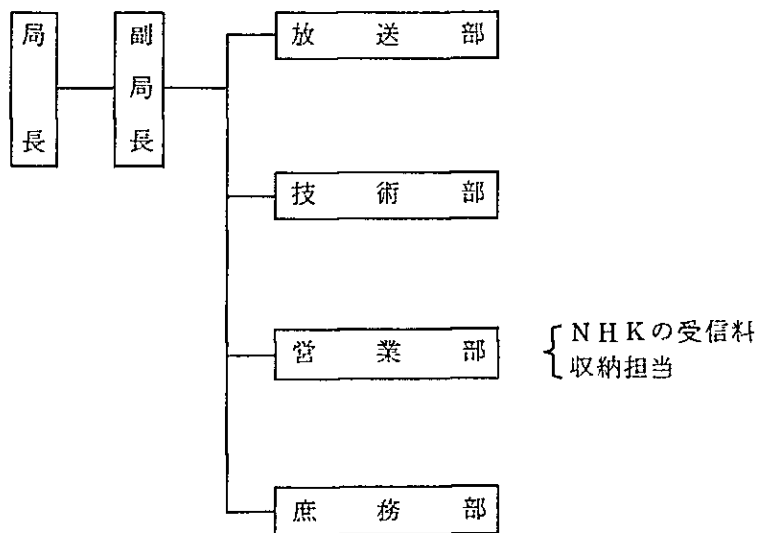 局長
副局長
放送部
技術部
営業部
NHKの受信料
収納担当
庶務部